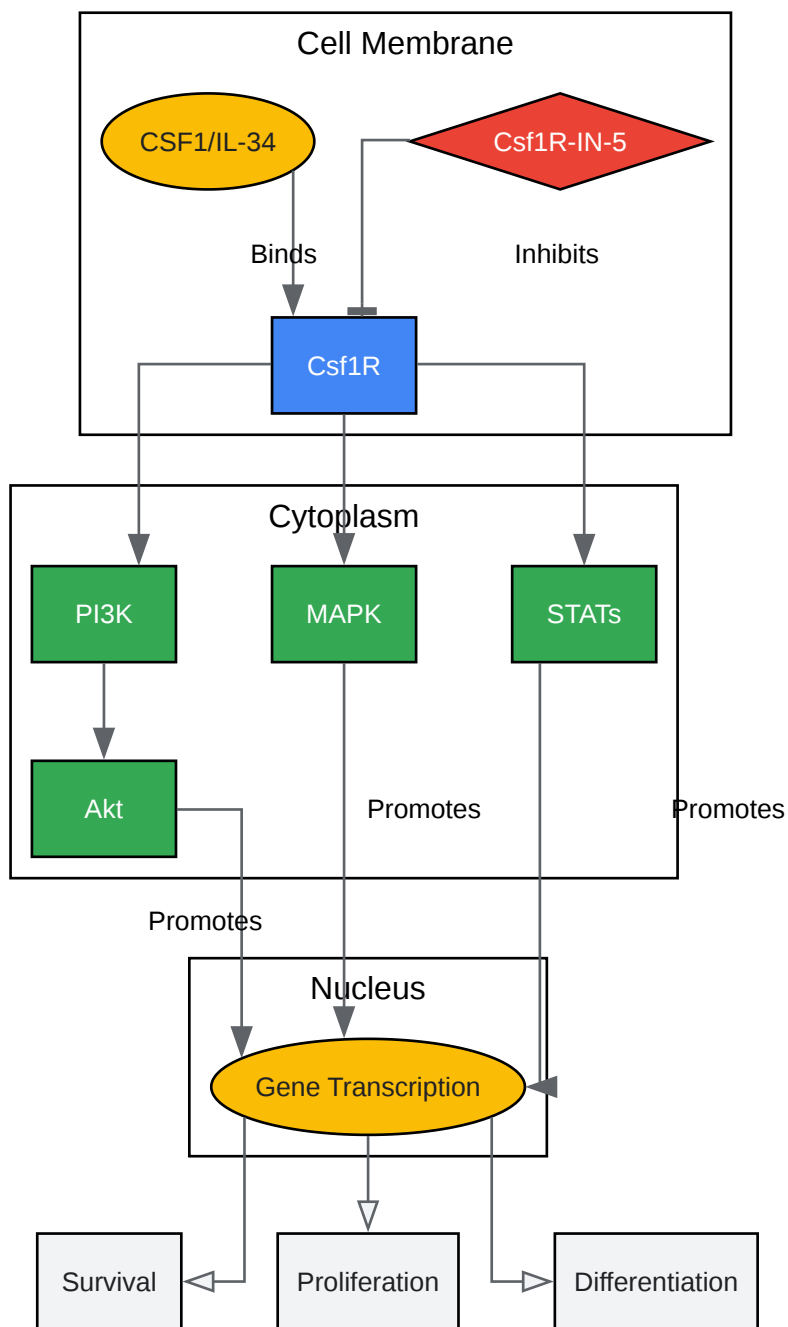 Cell Membrane
CSF1/IL-34
Csf1R-IN-5
Binds
Inhibits
Csf1R
Cytoplasm
PI3K
MAPK
STATs
Akt
Promotes
Promotes
Promotes
Nucleus
Gene Transcription
Survival
Proliferation
Differentiation